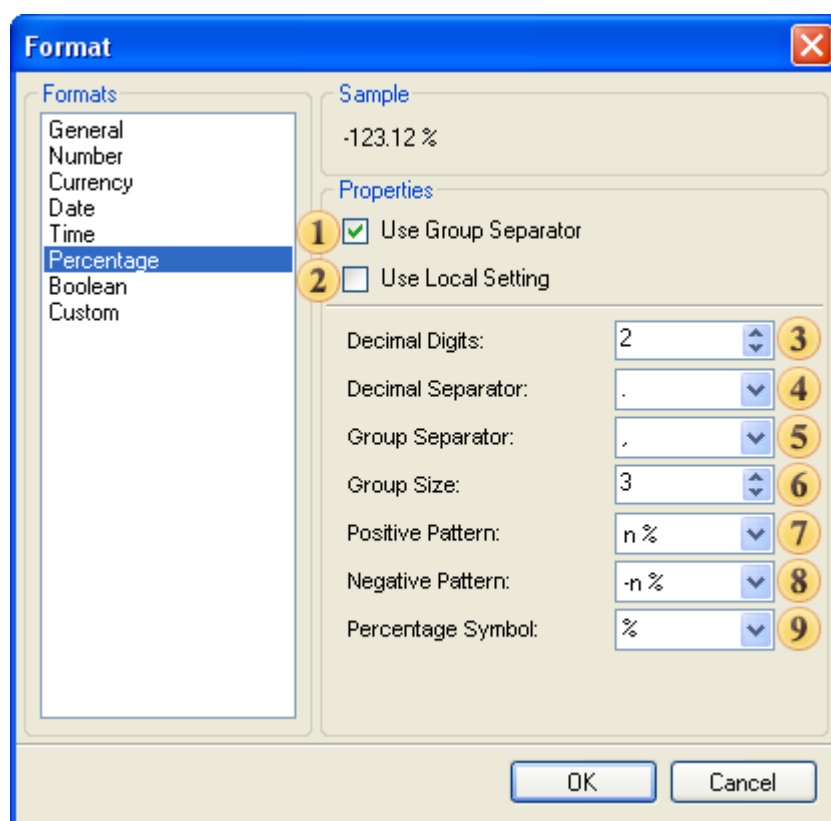 Format
Formats
General
Number
Currency
Date
Time
Percentage
Boolean
Custom
Sample
-123.12 %
Properties
1 Use Group Separator
2 Use Local Setting
Decimal Digits: 2 3
Decimal Separator: . 4
Group Separator: , 5
Group Size: 3 6
Positive Pattern: n % 7
Negative Pattern: -n % 8
Percentage Symbol: % 9
OK Cancel